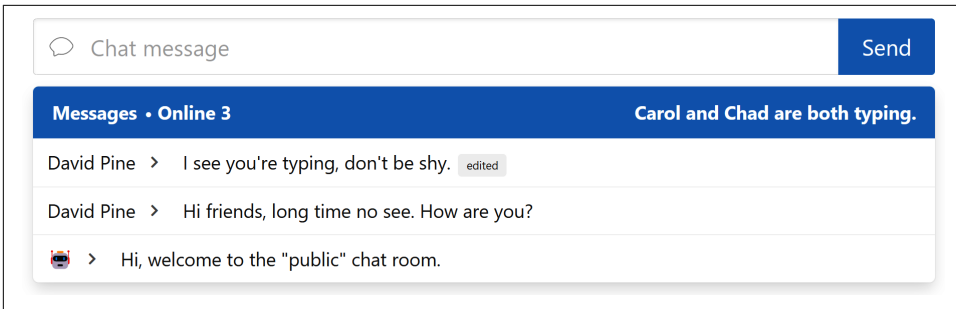 Chat message
Send
Messages • Online 3
Carol and Chad are both typing.
David Pine > I see you're typing, don't be shy. edited
David Pine > Hi friends, long time no see. How are you?
> Hi, welcome to the "public" chat room.